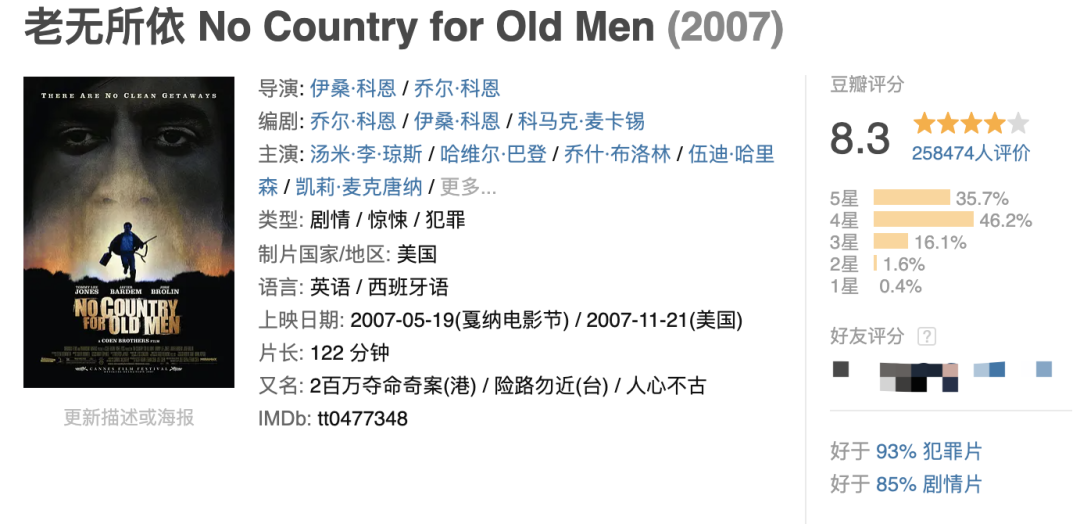 老无所依 No Country for Old Men (2007)
THERE ARE NO CLEAN GETAWAYS
TOMMY LEE JONES
JAVIER BARDEM
JOSH BROLIN
NO COUNTRY
FOR OLD MEN
A COEN BROTHERS FILM
CANNES FILM FESTIVAL
更新描述或海报
导演: 伊桑·科恩 / 乔尔·科恩
编剧: 乔尔·科恩 / 伊桑·科恩 / 科马克·麦卡锡
主演: 汤米·李·琼斯 / 哈维尔·巴登 / 乔什·布洛林 / 伍迪·哈里
森 / 凯莉·麦克唐纳 / 更多...
类型: 剧情 / 惊悚 / 犯罪
制片国家/地区: 美国
语言: 英语 / 西班牙语
上映日期: 2007-05-19(戛纳电影节) / 2007-11-21(美国)
片长: 122 分钟
又名: 2百万夺命奇案(港) / 险路勿近(台) / 人心不古
IMDb: tt0477348
豆瓣评分
8.3
258474人评价
5星 35.7%
4星 46.2%
3星 16.1%
2星 1.6%
1星 0.4%
好友评分 ?
好于 93% 犯罪片
好于 85% 剧情片